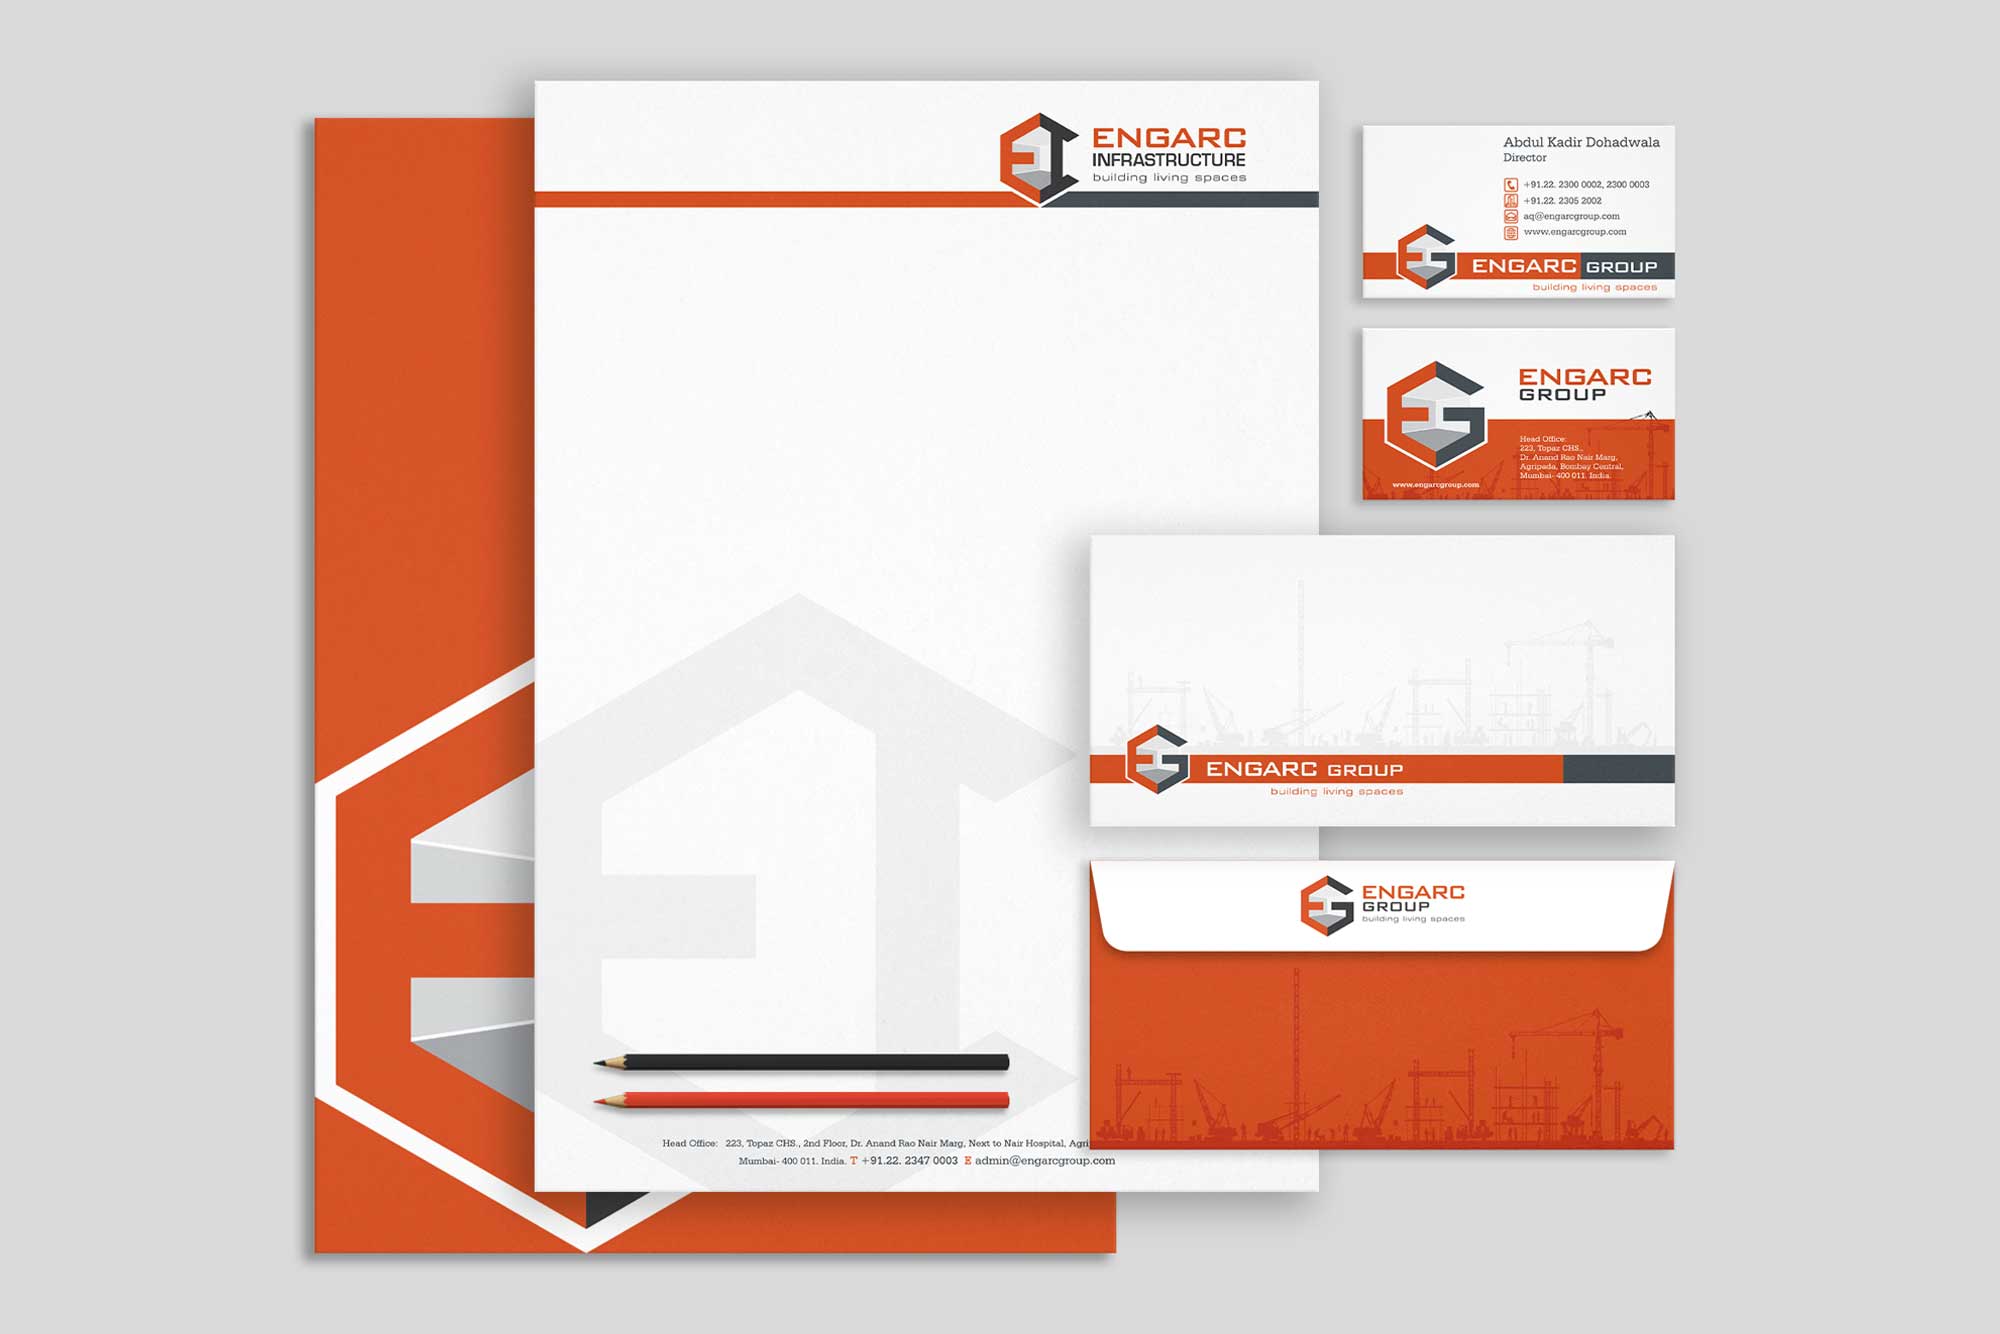 ENGARC
INFRASTRUCTURE
building living spaces
Head Office: 223, Topaz CHS., 2nd Floor, Dr. Anand Rao Nair Marg, Next to Nair Hospital, Agri
Mumbai- 400 011. India. T +91.22. 2347 0003 E admin@engarcgroup.com
Abdul Kadir Dohadwala
Director
+91.22. 2300 0002, 2300 0003
+91.22. 2305 2002
aq@engarcgroup.com
www.engarcgroup.com
ENGARC GROUP
building living spaces
ENGARC
GROUP
Head Office:
223, Topaz CHS.,
Dr. Anand Rao Nair Marg,
Agripada, Bombay Central,
Mumbai- 400 011. India.
www.engarcgroup.com
ENGARC GROUP
building living spaces
ENGARC
GROUP
building living spaces